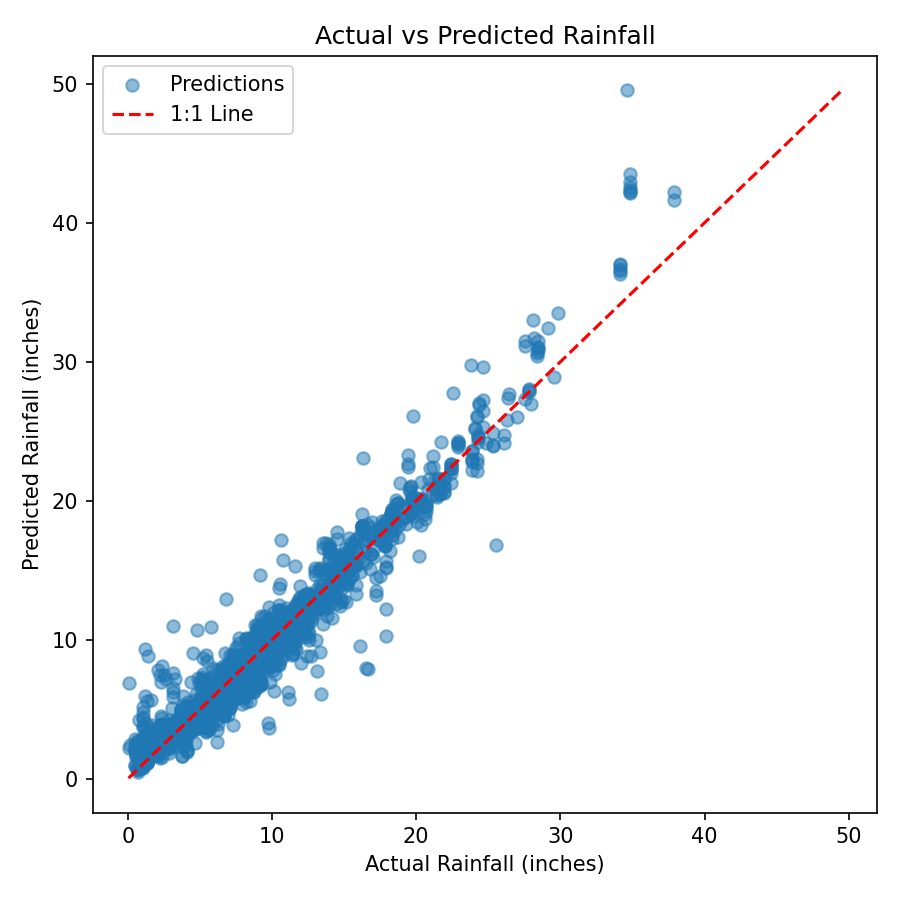 Actual vs Predicted Rainfall
Predictions
1:1 Line
50
40
30
20
10
0
Predicted Rainfall (inches)
0 10 20 30 40 50
Actual Rainfall (inches)